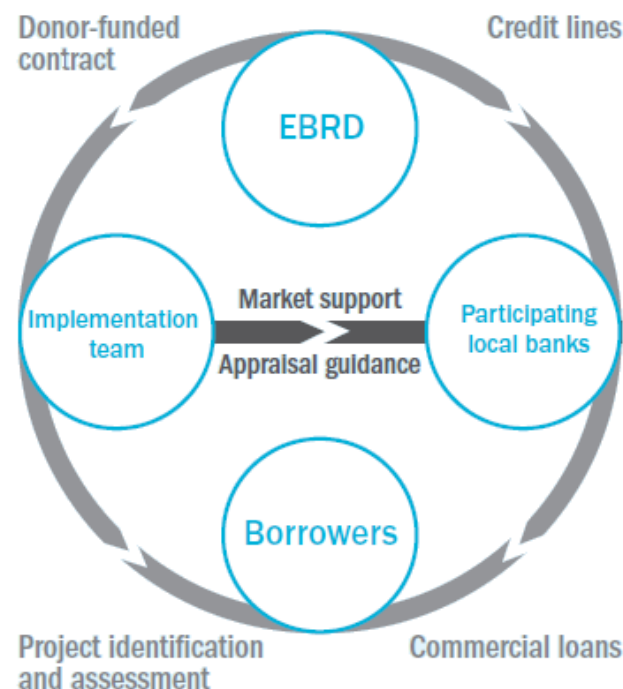 Donor-funded
contract
Credit lines
EBRD
Implementation
team
Market support
Appraisal guidance
Participating
local banks
Borrowers
Project identification
and assessment
Commercial loans